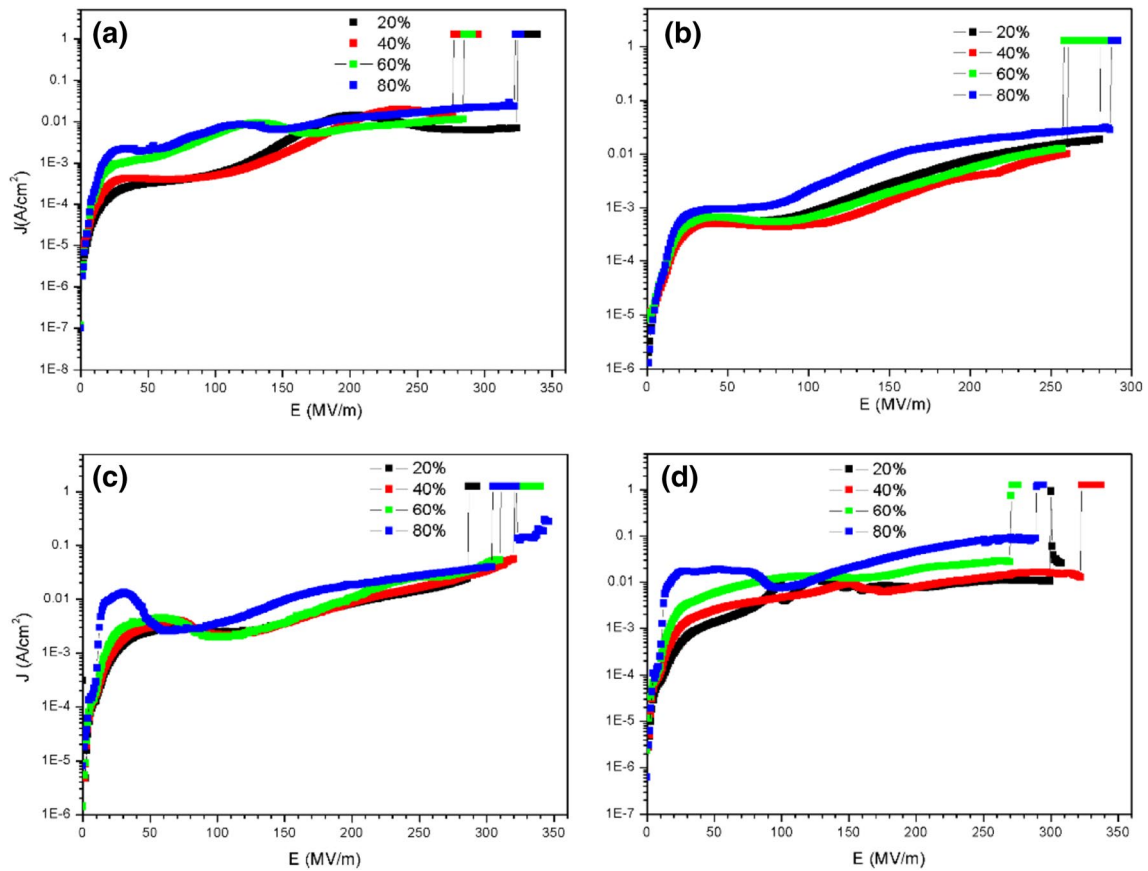 (a)
20%
40%
60%
80%
1
0.1
0.01
1E-3
1E-4
1E-5
1E-6
1E-7
1E-8
J(A/cm²)
0 50 100 150 200 250 300 350
E (MV/m)
(b)
20%
40%
60%
80%
1
0.1
0.01
1E-3
1E-4
1E-5
1E-6
0 50 100 150 200 250 300
E (MV/m)
(c)
20%
40%
60%
80%
1
0.1
0.01
1E-3
1E-4
1E-5
1E-6
J (A/cm²)
0 50 100 150 200 250 300 350
E (MV/m)
(d)
20%
40%
60%
80%
1
0.1
0.01
1E-3
1E-4
1E-5
1E-6
1E-7
0 50 100 150 200 250 300 350
E (MV/m)